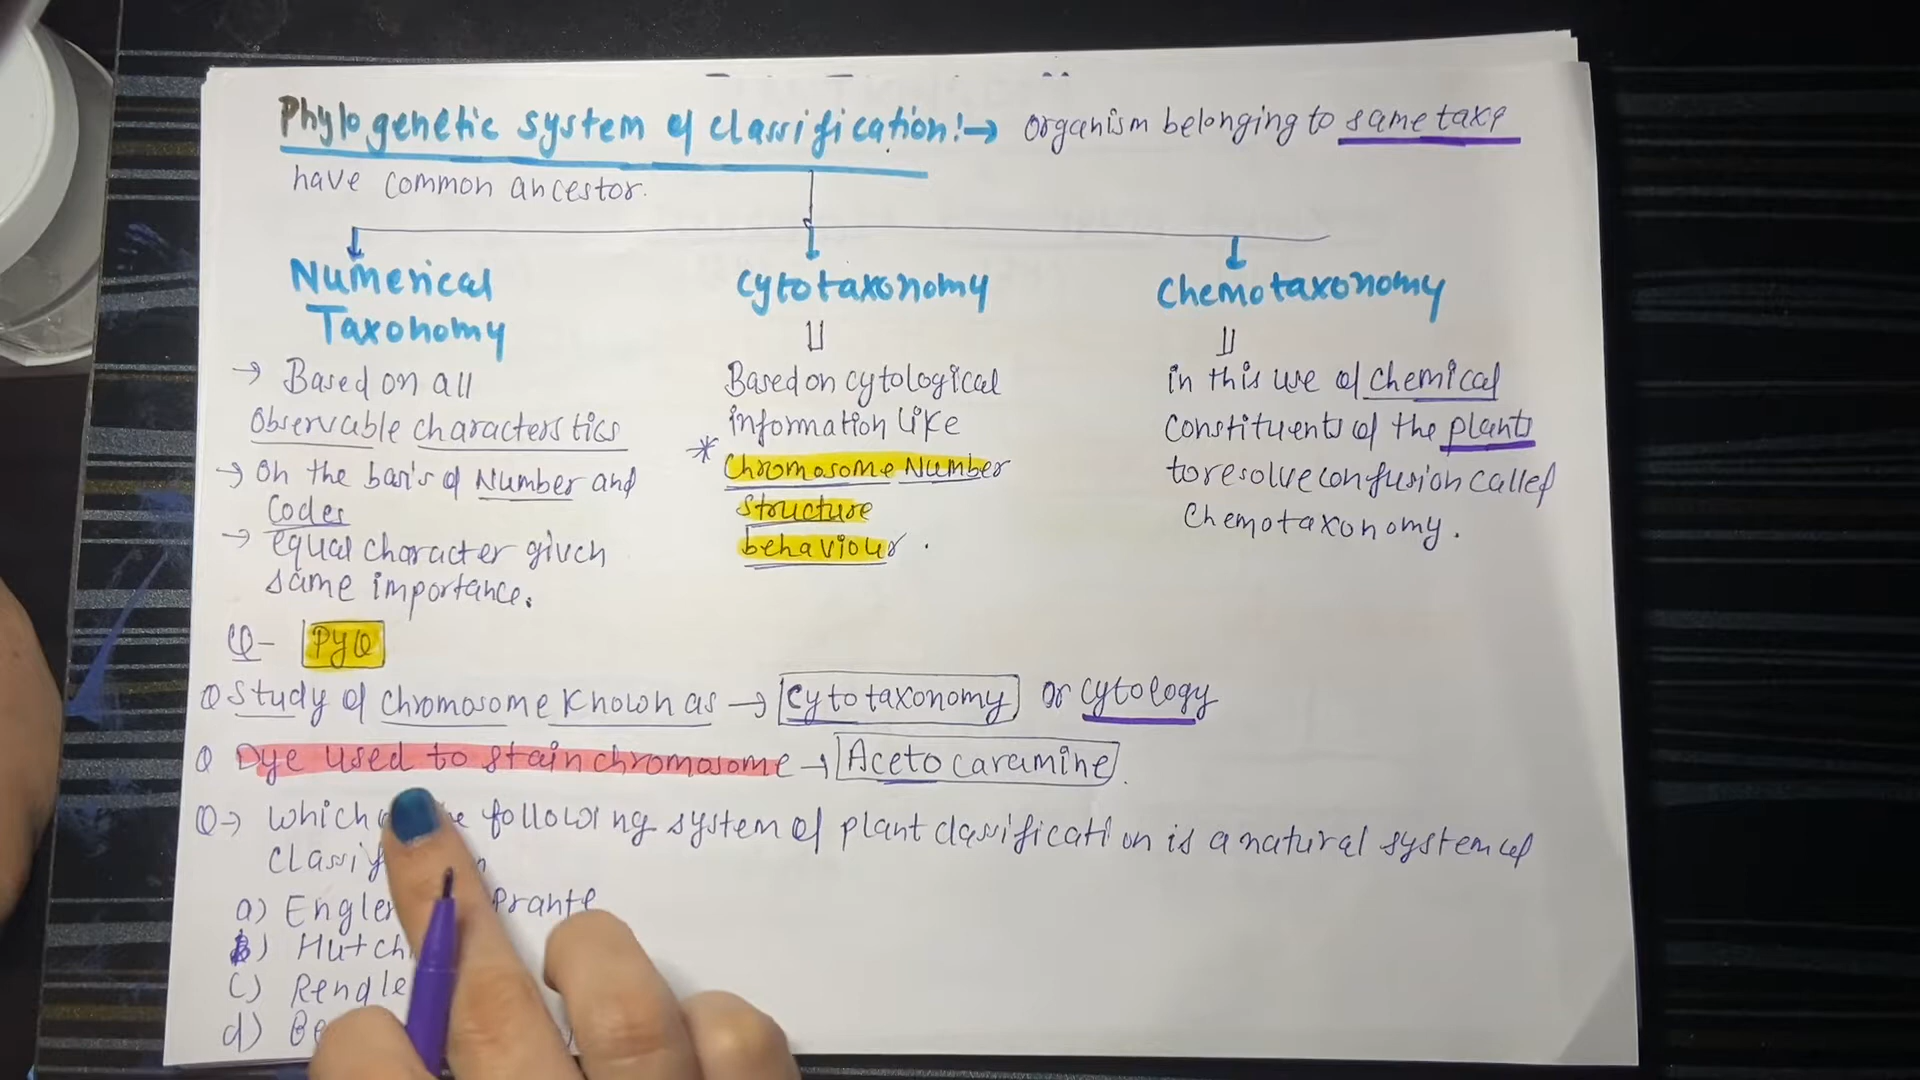 Phylogenetic system of classification!→ organism belonging to same taxa
have common ancestor.
Numerical
Taxonomy
→ Based on all
observable characterstics
→ On the basis of Number and
Codes
→ equal character given
same importance.
Cytotaxonomy
Based on cytological
information like
* Chromosome Number
structure
behaviour.
Chemotaxonomy
in this use of chemical
constituents of the plants
to resolve confusion called
Chemotaxonomy.
Q- PYQ
Q Study of chromosome known as → Cytotaxonomy or cytology
Q Dye used to stain chromosome → Aceto caramine.
Q→ Which following system of plant classification is a natural system of
a) Engler Prante
b)
c) Rendle
d)